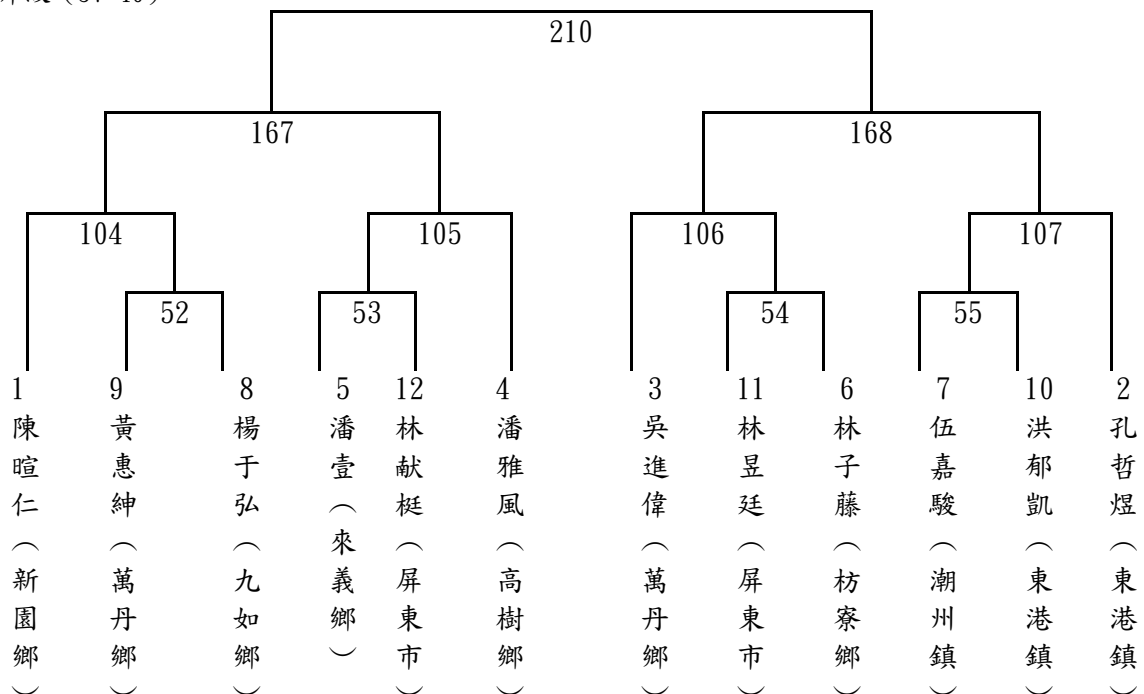 210
167 168
104 105 106 107
52 53 54 55
1 9 8 5 12 4 3 11 6 7 10 2
陳暄仁（新園鄉）
黃惠紳（萬丹鄉）
楊于弘（九如鄉）
潘壹（來義鄉）
林献梃（屏東市）
潘雅風（高樹鄉）
吳進偉（萬丹鄉）
林昱廷（屏東市）
林子藤（枋寮鄉）
伍嘉駿（潮州鎮）
洪郁凱（東港鎮）
孔哲煜（東港鎮）